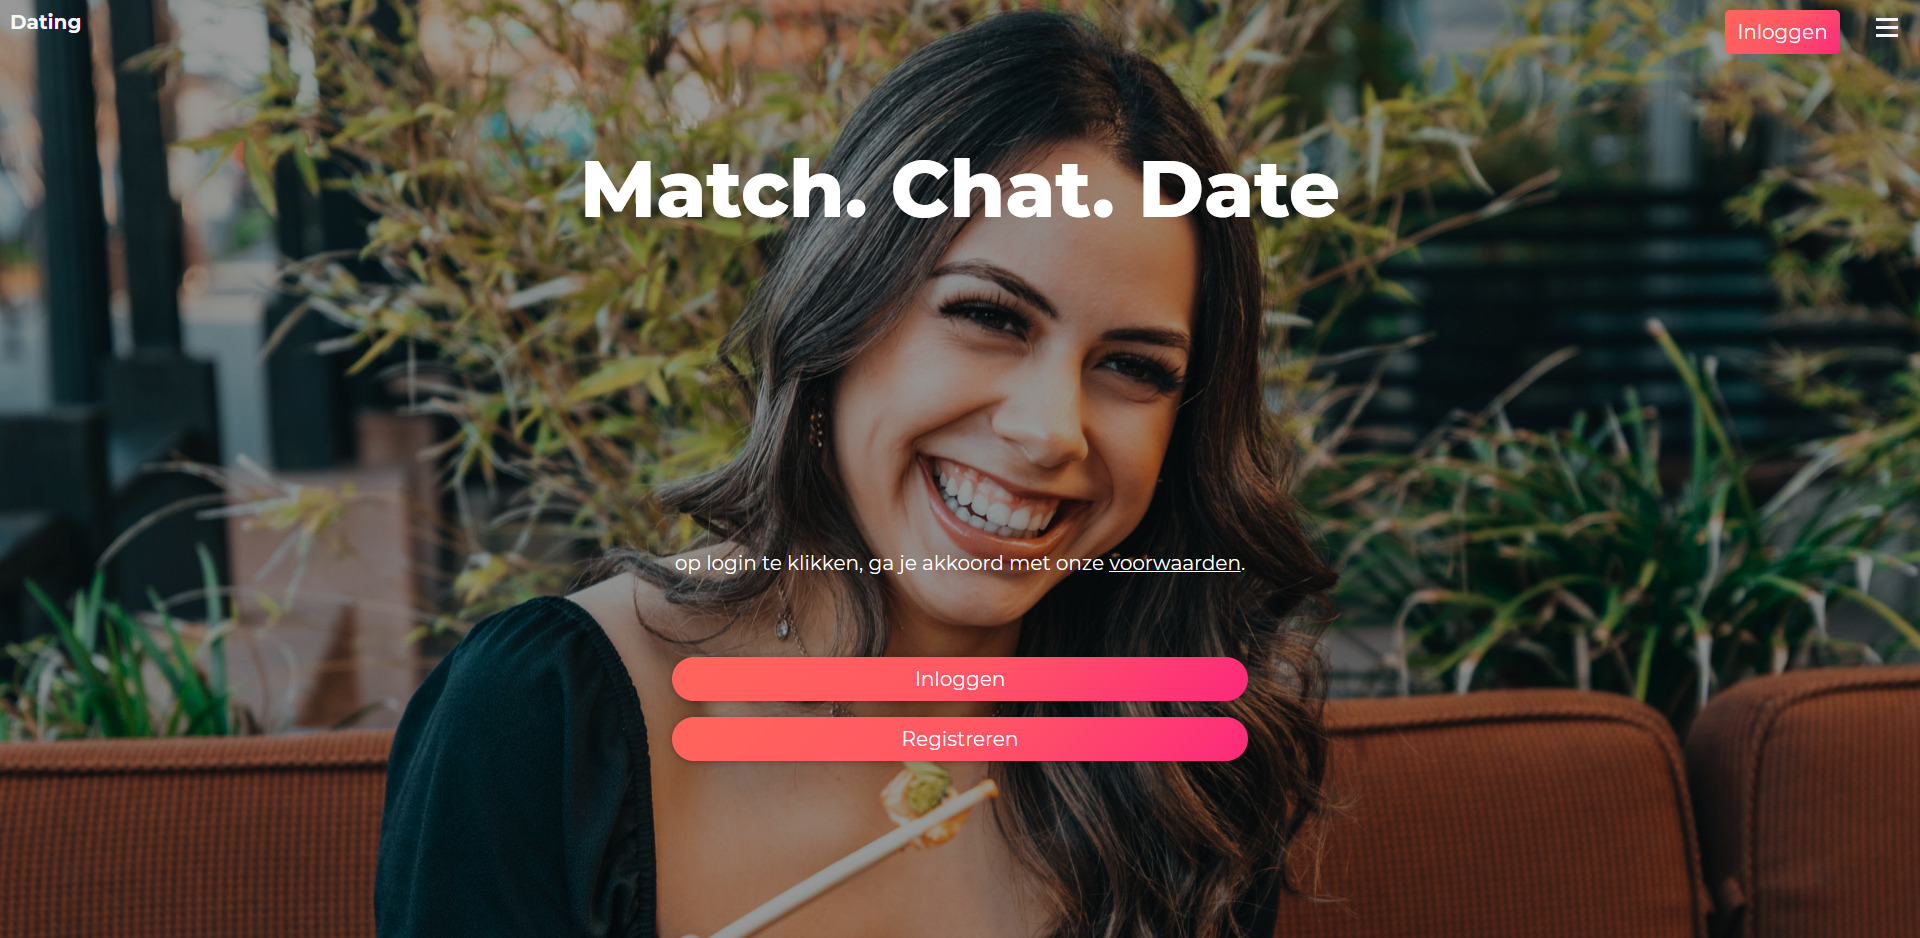 Dating
Inloggen
Match. Chat. Date
op login te klikken, ga je akkoord met onze voorwaarden.
Inloggen
Registreren